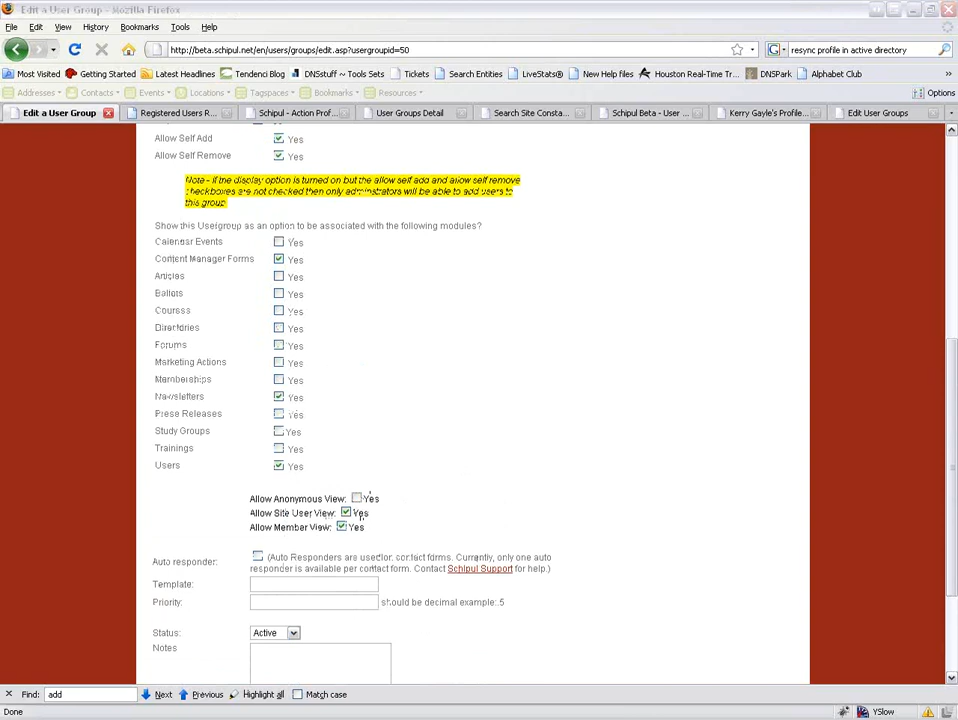 Edit a User Group - Mozilla Firefox
File Edit View History Bookmarks Tools Help
http://beta.schipul.net/en/users/groups/edit.asp?usergroupid=50
resync profile in active directory
Most Visited Getting Started Latest Headlines Tendenci Blog DNSstuff ~ Tools Sets Tickets Search Entities LiveStats® New Help files Houston Real-Time Tr... DNSPark Alphabet Club »
Addresses Contacts Events Locations Tagspaces Bookmarks Resources Options
Edit a User Group Registered Users R... Schipul - Action Prof... User Groups Detail Search Site Consta... Schipul Beta - User ... Kerry Gayle's Profile... Edit User Groups
Allow Self Add Yes
Allow Self Remove Yes
Note - if the display option is turned on but the allow self add and allow self remove
checkboxes are not checked then only adminstrators will be able to add users to
this group
Show this Usergroup as an option to be associated with the following modules?
Calendar Events Yes
Content Manager Forms Yes
Articles Yes
Ballots Yes
Courses Yes
Directories Yes
Forums Yes
Marketing Actions Yes
Memberships Yes
Newsletters Yes
Press Releases Yes
Study Groups Yes
Trainings Yes
Users Yes
Allow Anonymous View: Yes
Allow Site User View: Yes
Allow Member View: Yes
Auto responder: (Auto Responders are used for contact forms. Currently, only one auto
responder is available per contact form. Contact Schipul Support for help.)
Template:
Priority: should be decimal example:.5
Status: Active
Notes
Find: add Next Previous Highlight all Match case
Done YSlow